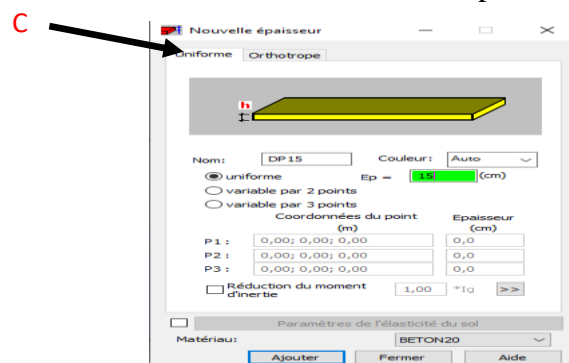 C
Nouvelle épaisseur
Uniforme Orthotrope
h
Nom: DP15 Couleur: Auto
uniforme Ep = 15 (cm)
variable par 2 points
variable par 3 points
Coordonnées du point Epaisseur
(m) (cm)
P1 : 0,00; 0,00; 0,00 0,0
P2 : 0,00; 0,00; 0,00 0,0
P3 : 0,00; 0,00; 0,00 0,0
Réduction du moment 1,00 *Ig >>
d'inertie
Paramètres de l'élasticité du sol
Matériau: BETON20
Ajouter Fermer Aide